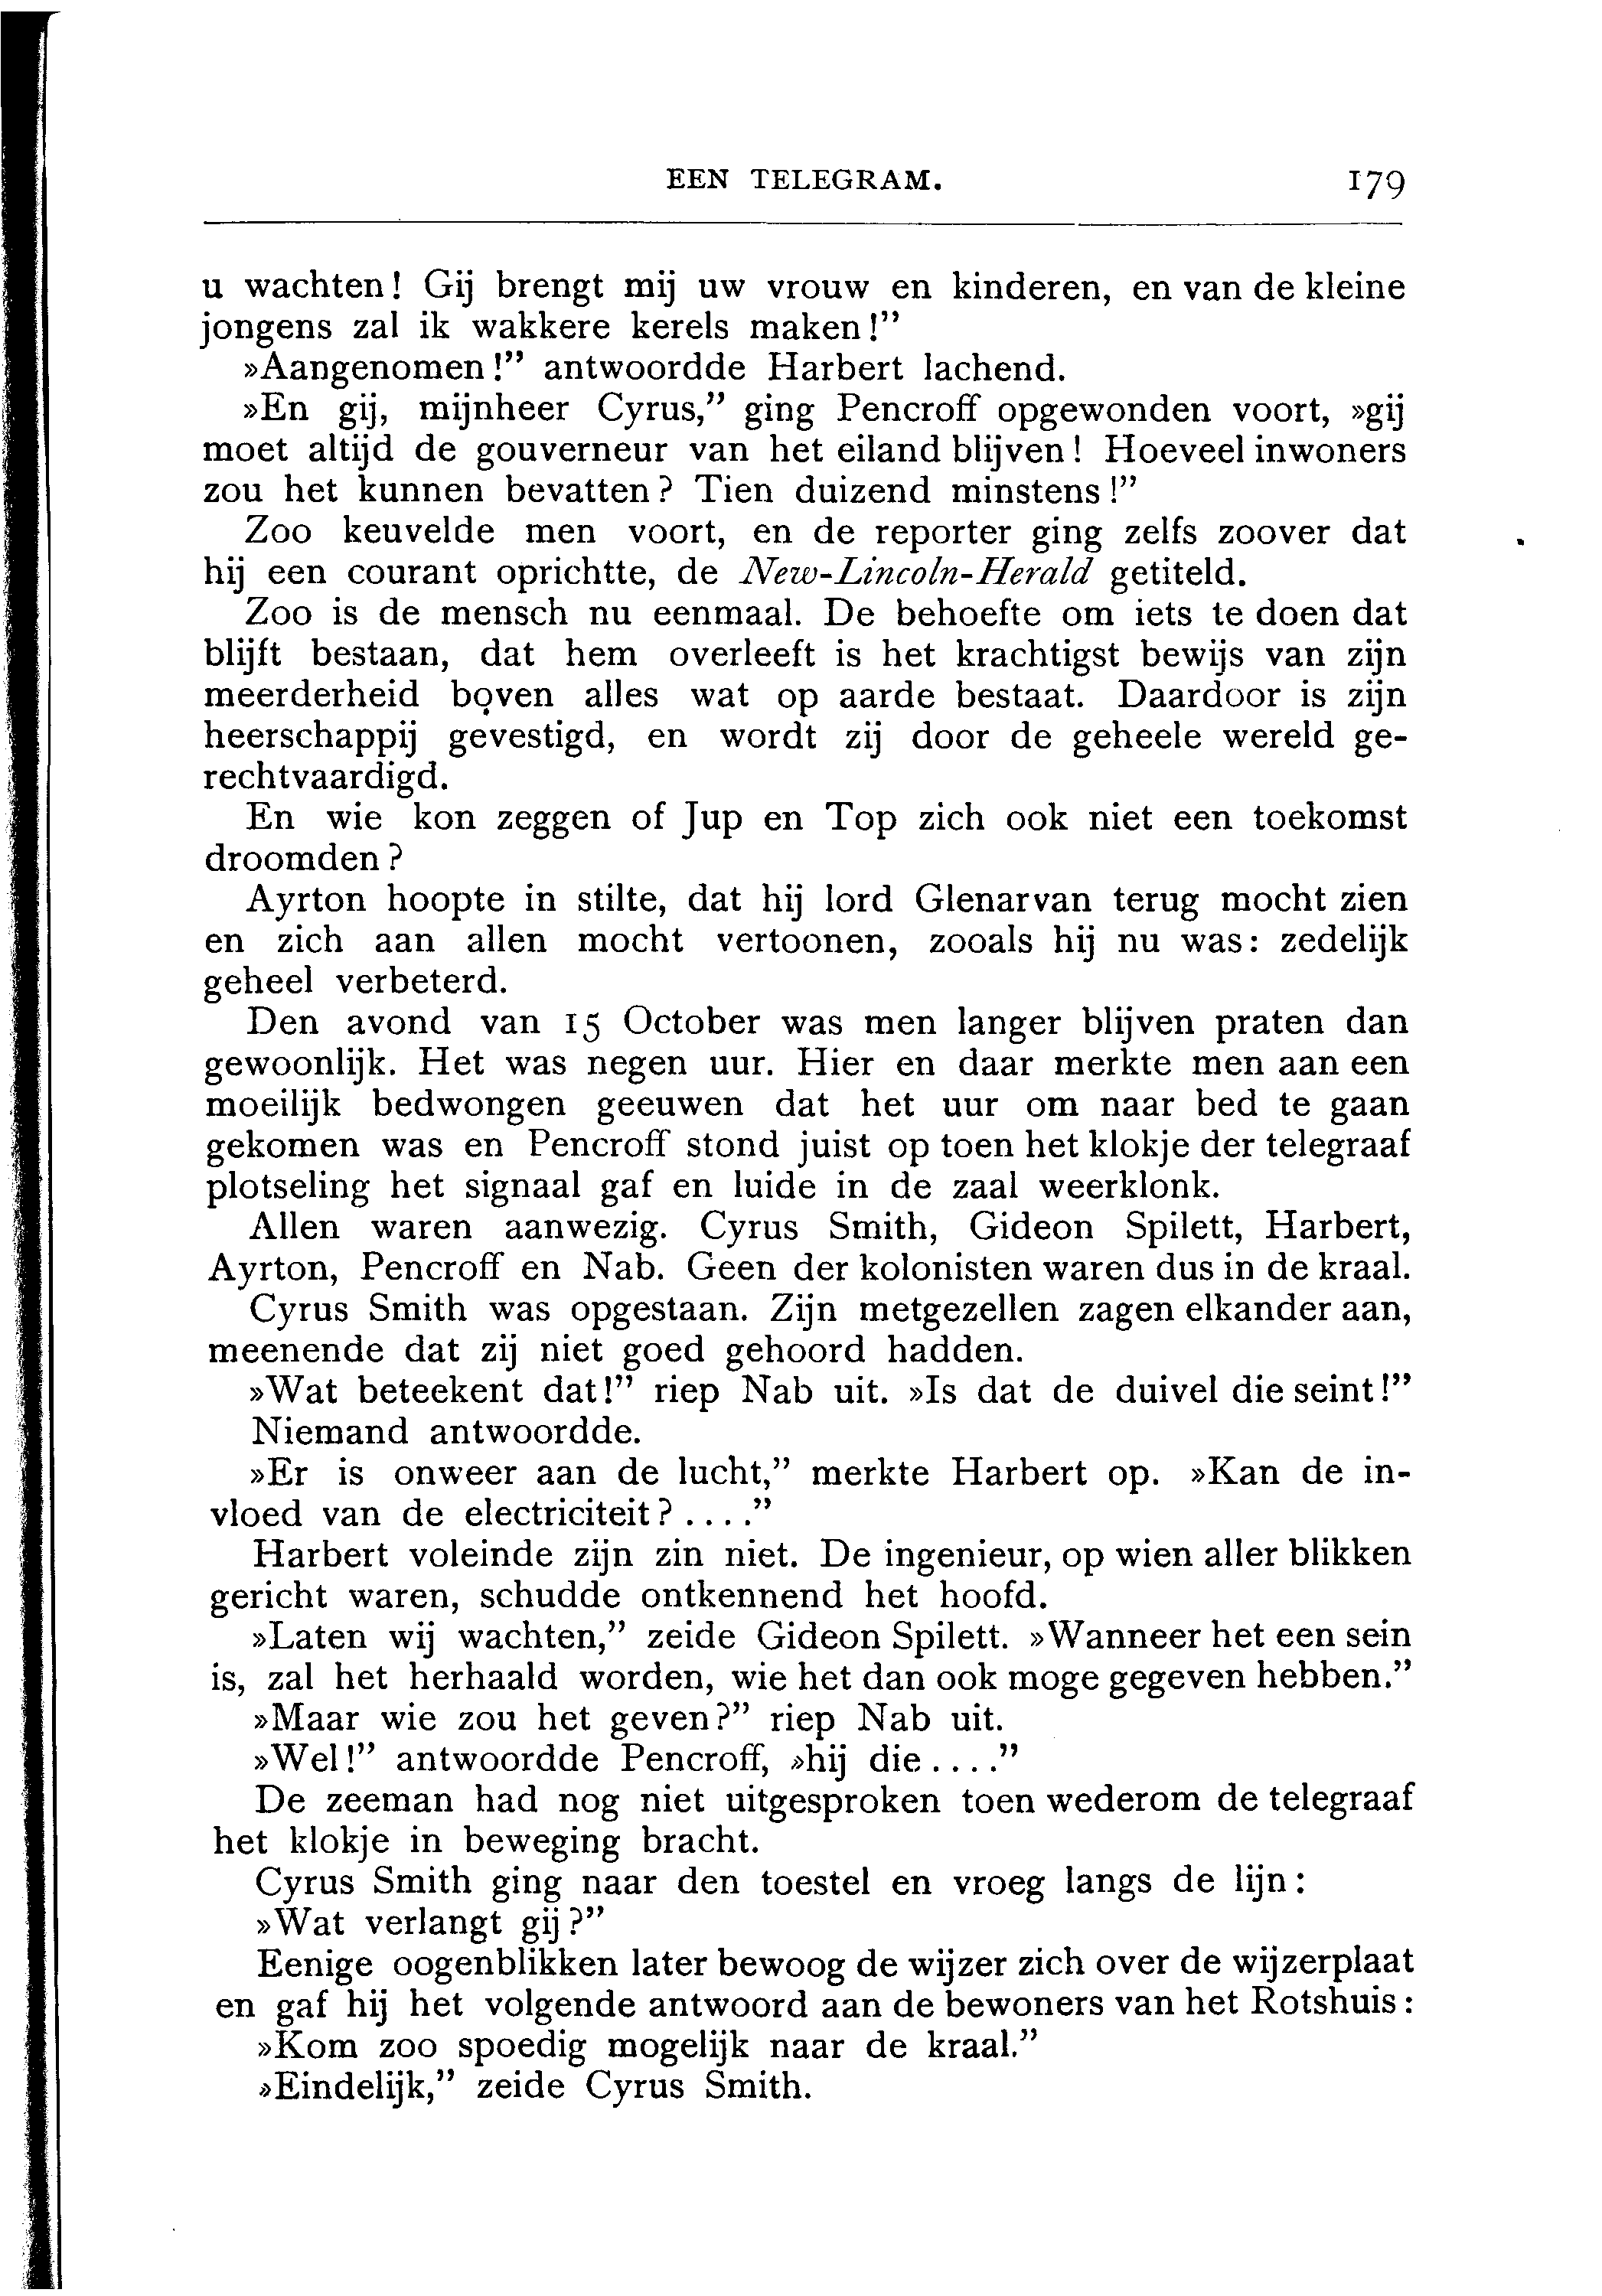 EEN TELEGRAM. 179
u wachten! Gij brengt mij uw vrouw en kinderen, en van de kleine
jongens zal ik wakkere kerels maken!”
»Aangenomen!” antwoordde Harbert lachend.
»En gij, mijnheer Cyrus,” ging Pencroff opgewonden voort, »gij
moet altijd de gouverneur van het eiland blijven! Hoeveel inwoners
zou het kunnen bevatten? Tien duizend minstens!”
Zoo keuvelde men voort, en de reporter ging zelfs zoover dat
hij een courant oprichtte, de New-Lincoln-Herald getiteld.
Zoo is de mensch nu eenmaal. De behoefte om iets te doen dat
blijft bestaan, dat hem overleeft is het krachtigst bewijs van zijn
meerderheid boven alles wat op aarde bestaat. Daardoor is zijn
heerschappij gevestigd, en wordt zij door de geheele wereld ge-
rechtvaardigd.
En wie kon zeggen of Jup en Top zich ook niet een toekomst
droomden?
Ayrton hoopte in stilte, dat hij lord Glenarvan terug mocht zien
en zich aan allen mocht vertoonen, zooals hij nu was: zedelijk
geheel verbeterd.
Den avond van 15 October was men langer blijven praten dan
gewoonlijk. Het was negen uur. Hier en daar merkte men aan een
moeilijk bedwongen geeuwen dat het uur om naar bed te gaan
gekomen was en Pencroff stond juist op toen het klokje der telegraaf
plotseling het signaal gaf en luide in de zaal weerklonk.
Allen waren aanwezig. Cyrus Smith, Gideon Spilett, Harbert,
Ayrton, Pencroff en Nab. Geen der kolonisten waren dus in de kraal.
Cyrus Smith was opgestaan. Zijn metgezellen zagen elkander aan,
meenende dat zij niet goed gehoord hadden.
»Wat beteekent dat!” riep Nab uit. »Is dat de duivel die seint!”
Niemand antwoordde.
»Er is onweer aan de lucht,” merkte Harbert op. »Kan de in-
vloed van de electriciteit? ....”
Harbert voleinde zijn zin niet. De ingenieur, op wien aller blikken
gericht waren, schudde ontkennend het hoofd.
»Laten wij wachten,” zeide Gideon Spilett. »Wanneer het een sein
is, zal het herhaald worden, wie het dan ook moge gegeven hebben.”
»Maar wie zou het geven?” riep Nab uit.
»Wel!” antwoordde Pencroff, »hij die ....”
De zeeman had nog niet uitgesproken toen wederom de telegraaf
het klokje in beweging bracht.
Cyrus Smith ging naar den toestel en vroeg langs de lijn:
»Wat verlangt gij?”
Eenige oogenblikken later bewoog de wijzer zich over de wijzerplaat
en gaf hij het volgende antwoord aan de bewoners van het Rotshuis:
»Kom zoo spoedig mogelijk naar de kraal.”
»Eindelijk,” zeide Cyrus Smith.